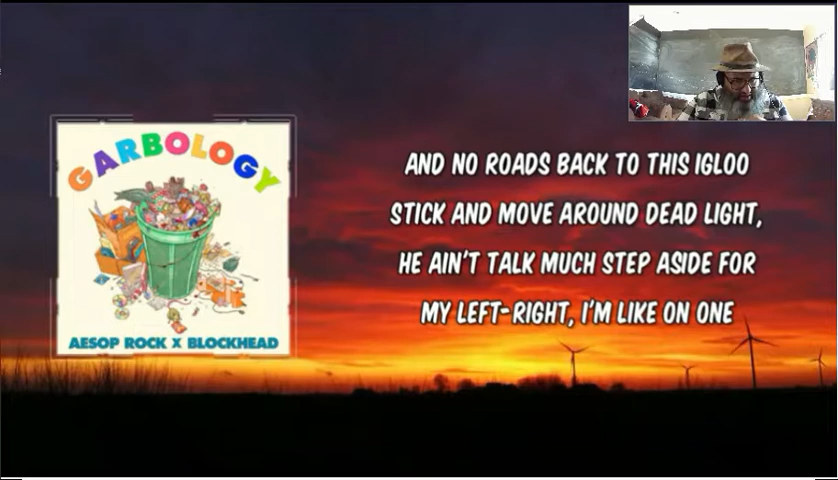 GARBOLOGY
AESOP ROCK X BLOCKHEAD
AND NO ROADS BACK TO THIS IGLOO
STICK AND MOVE AROUND DEAD LIGHT,
HE AIN'T TALK MUCH STEP ASIDE FOR
MY LEFT-RIGHT, I'M LIKE ON ONE